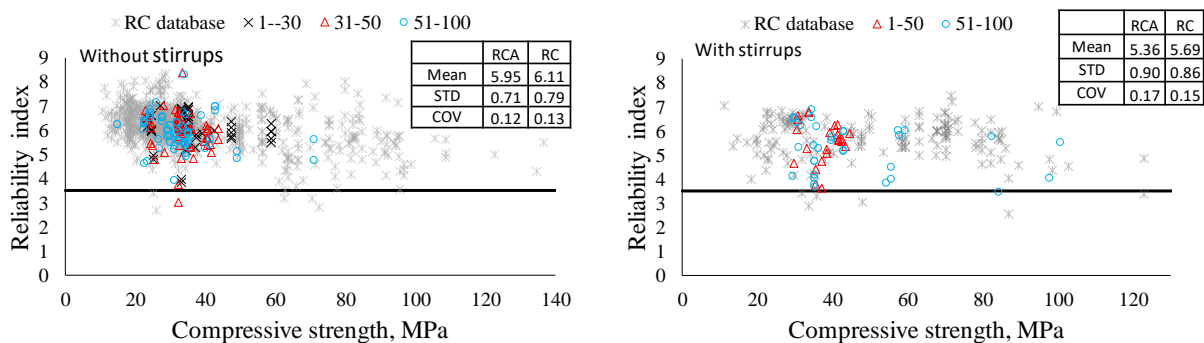 RC database 1--30 31-50 51-100
Without stirrups
RCA RC
Mean 5.95 6.11
STD 0.71 0.79
COV 0.12 0.13
Reliability index
9
8
7
6
5
4
3
2
1
0
0 20 40 60 80 100 120 140
Compressive strength, MPa
RC database 1-50 51-100
With stirrups
RCA RC
Mean 5.36 5.69
STD 0.90 0.86
COV 0.17 0.15
Reliability index
9
8
7
6
5
4
3
2
1
0
0 20 40 60 80 100 120
Compressive strength, MPa